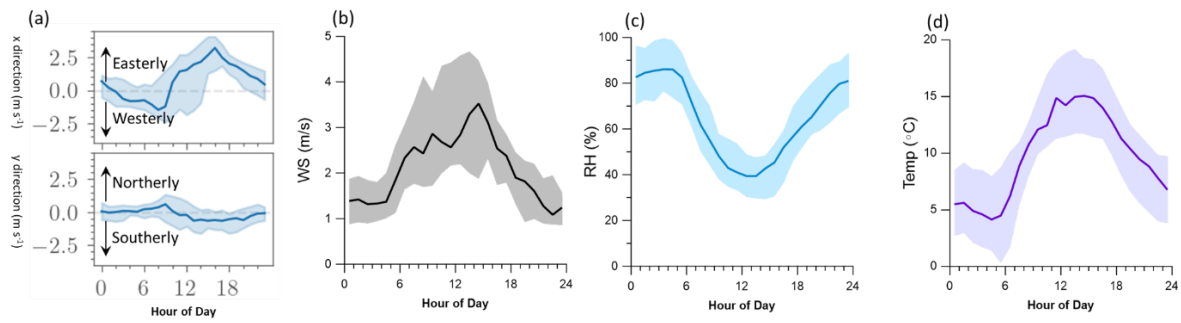 (a)
x direction (m s⁻¹)
2.5
0.0
−2.5
Easterly
Westerly
y direction (m s⁻¹)
2.5
0.0
−2.5
Northerly
Southerly
0 6 12 18
Hour of Day
(b)
WS (m/s)
5
4
3
2
1
0
0 6 12 18 24
Hour of Day
(c)
RH (%)
100
80
60
40
20
0
0 6 12 18 24
Hour of Day
(d)
Temp (°C)
20
15
10
5
0
0 6 12 18 24
Hour of Day